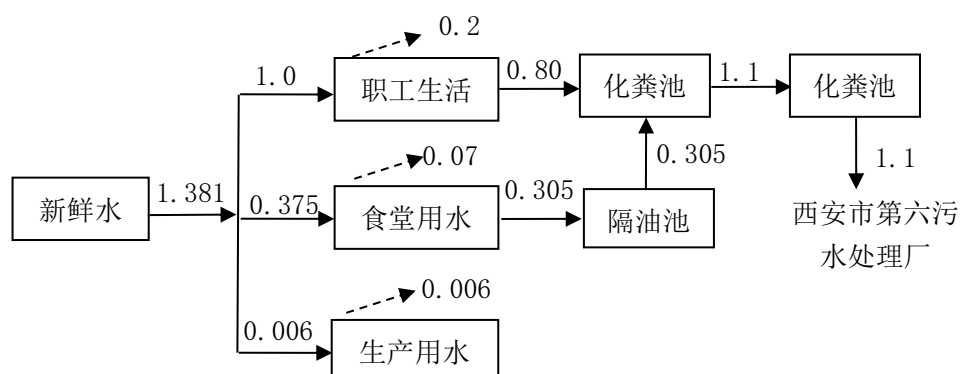 0.2
1.0
职工生活
0.80
化粪池
1.1
化粪池
0.07
0.305
1.1
新鲜水
1.381
0.375
食堂用水
0.305
隔油池
西安市第六污
水处理厂
0.006
0.006
生产用水